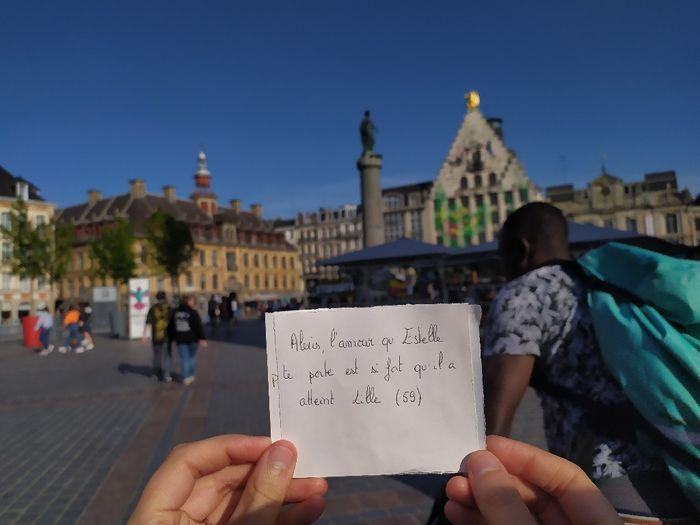 Alexis, l'amour qu'Estelle
te porte est si fort qu'il a
atteint Lille (59)